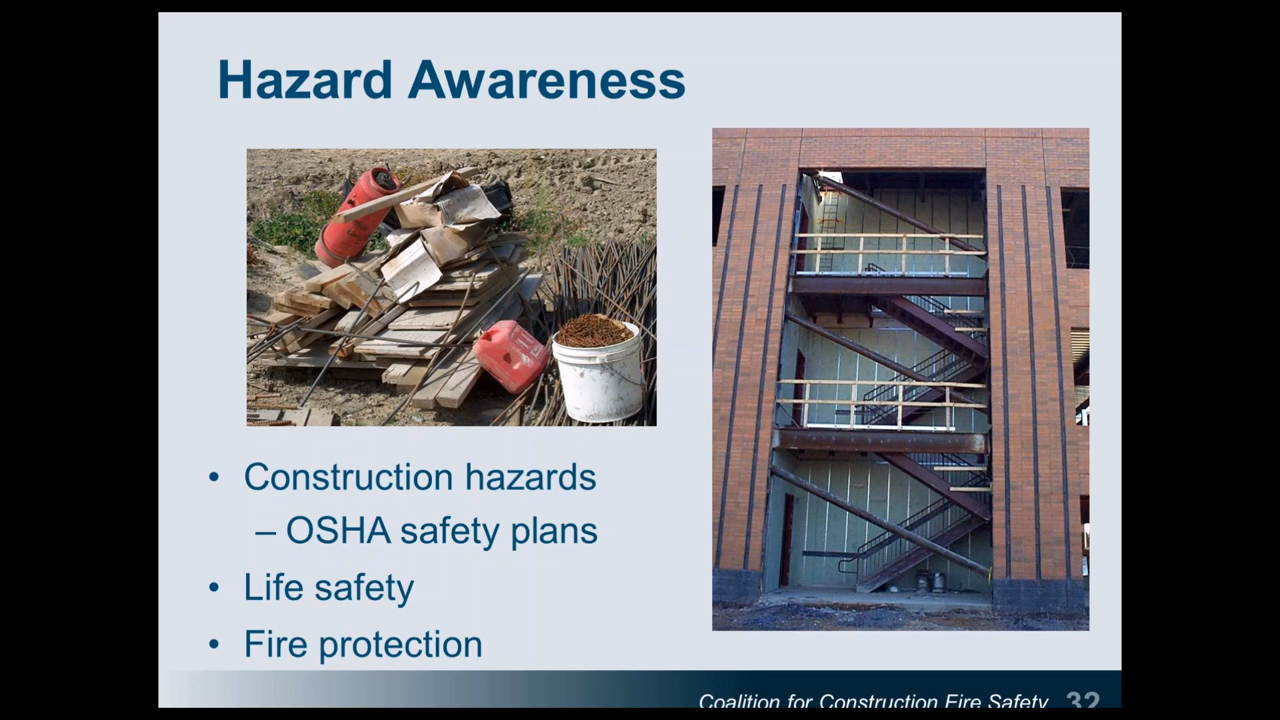 Hazard Awareness
• Construction hazards
– OSHA safety plans
• Life safety
• Fire protection
Coalition for Construction Fire Safety 32